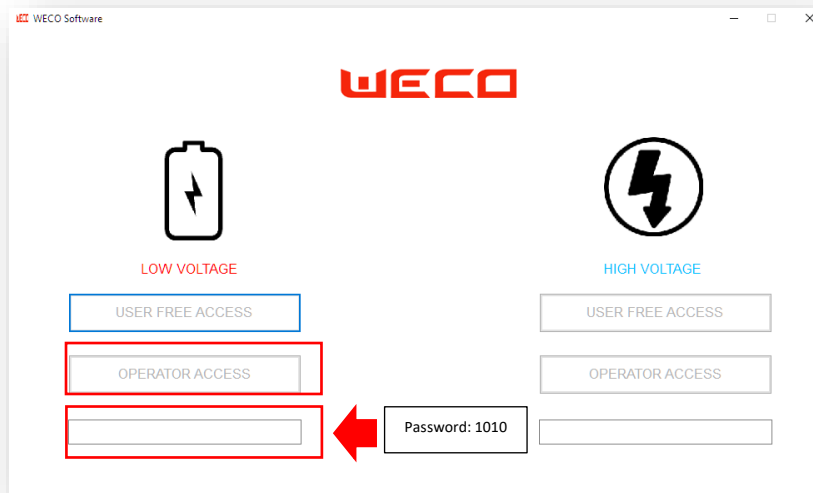 WECO WECO Software
WECO
LOW VOLTAGE
HIGH VOLTAGE
USER FREE ACCESS
USER FREE ACCESS
OPERATOR ACCESS
OPERATOR ACCESS
Password: 1010